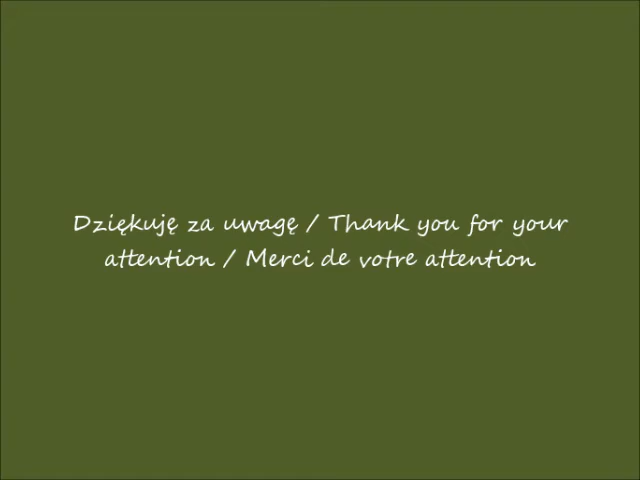 Dziękuję za uwagę / Thank you for your
attention / Merci de votre attention